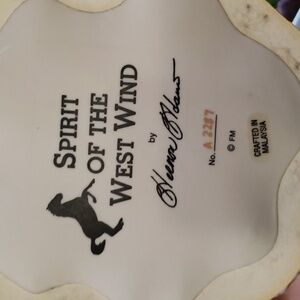 SPIRIT
OF THE
WEST WIND
by
No. A 2287
© FM
CRAFTED IN
MALAYSIA